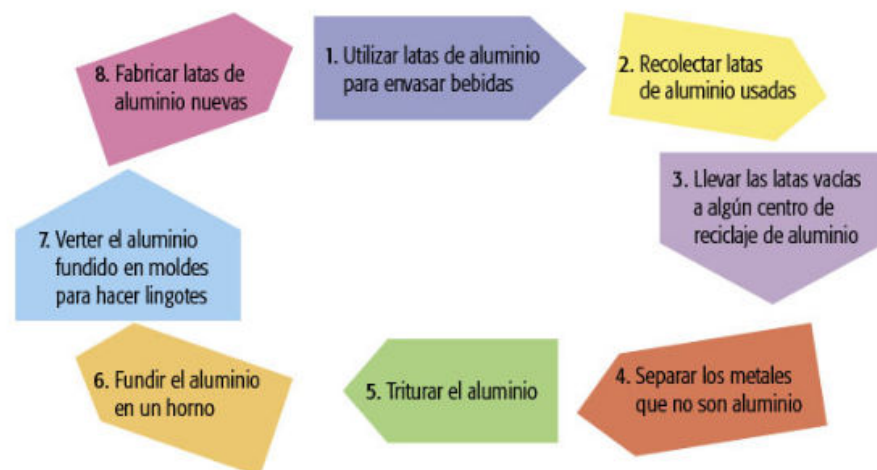 1. Utilizar latas de aluminio
para envasar bebidas
2. Recolectar latas
de aluminio usadas
3. Llevar las latas vacías
a algún centro de
reciclaje de aluminio
4. Separar los metales
que no son aluminio
5. Triturar el aluminio
6. Fundir el aluminio
en un horno
7. Verter el aluminio
fundido en moldes
para hacer lingotes
8. Fabricar latas de
aluminio nuevas